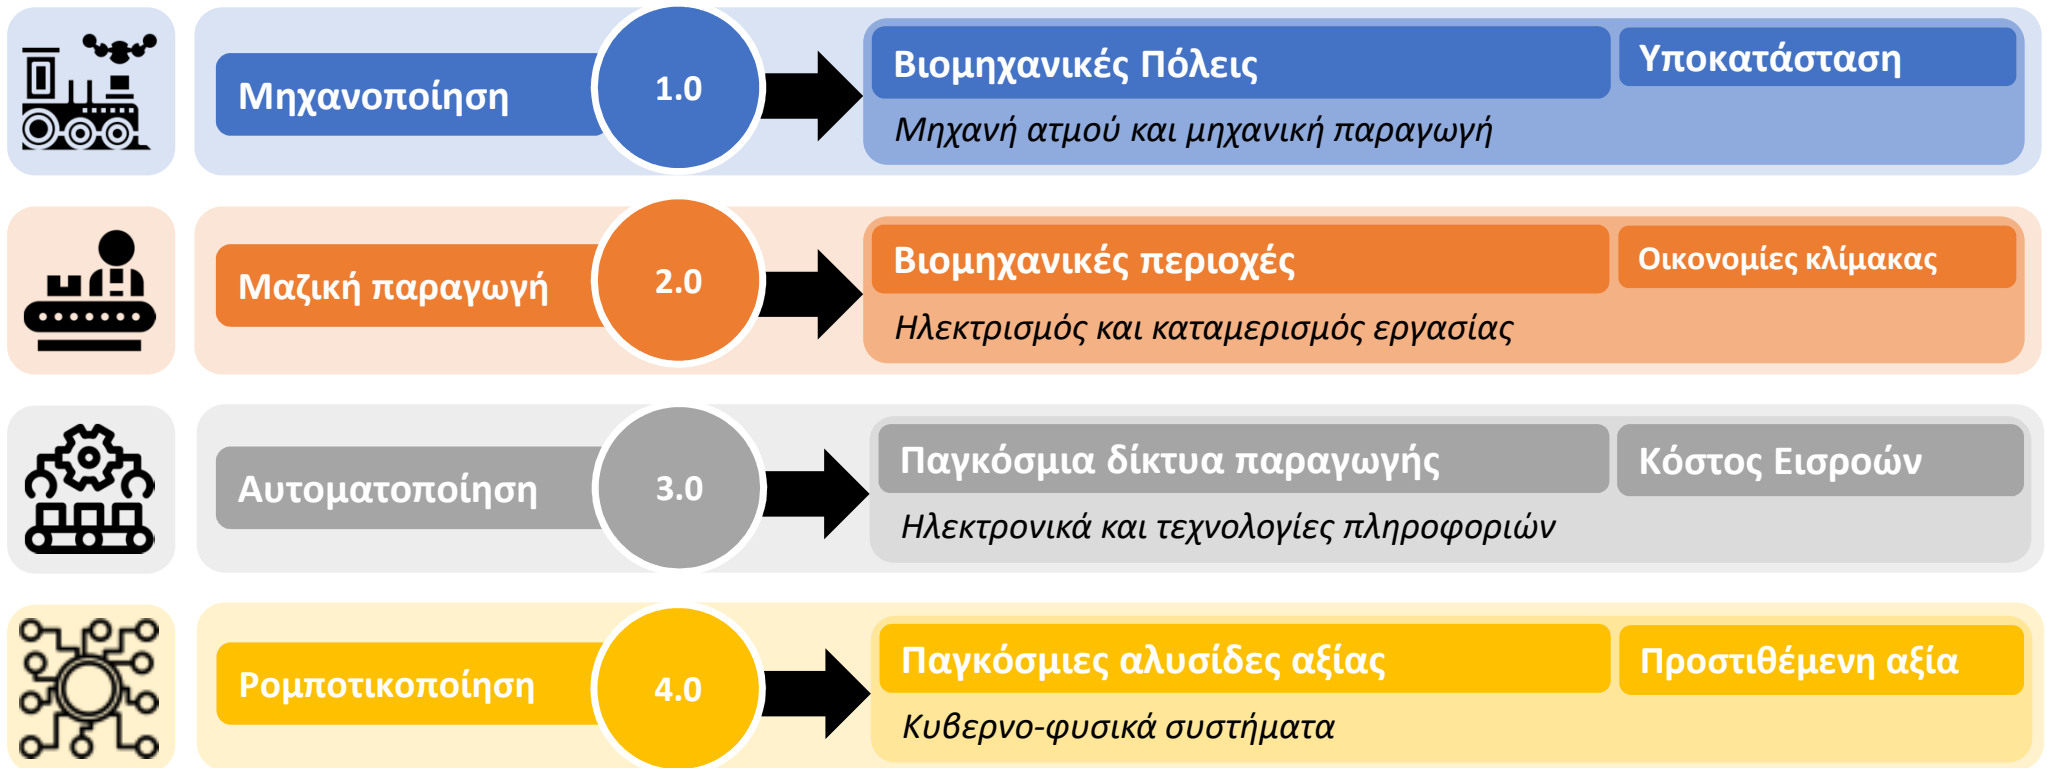 Μηχανοποίηση
1.0
Βιομηχανικές Πόλεις
Υποκατάσταση
Μηχανή ατμού και μηχανική παραγωγή
Μαζική παραγωγή
2.0
Βιομηχανικές περιοχές
Οικονομίες κλίμακας
Ηλεκτρισμός και καταμερισμός εργασίας
Αυτοματοποίηση
3.0
Παγκόσμια δίκτυα παραγωγής
Κόστος Εισροών
Ηλεκτρονικά και τεχνολογίες πληροφοριών
Ρομποτικοποίηση
4.0
Παγκόσμιες αλυσίδες αξίας
Προστιθέμενη αξία
Κυβερνο-φυσικά συστήματα